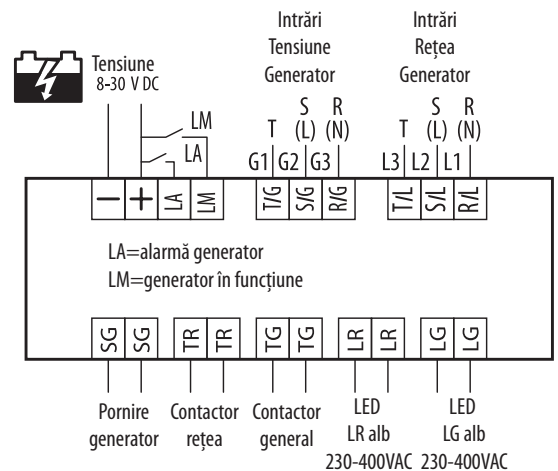 Intrări
Tensiune
Generator
Intrări
Rețea
Generator
Tensiune
8-30 V DC
LM
LA
T
S
(L)
R
(N)
T
S
(L)
R
(N)
G1
G2
G3
L3
L2
L1
−
+
LA
LM
T/G
S/G
R/G
T/L
S/L
R/L
LA=alarmă generator
LM=generator în funcțiune
SG
SG
TR
TR
TG
TG
LR
LR
LG
LG
Pornire
generator
Contactor
rețea
Contactor
general
LED
LR alb
230-400VAC
LED
LG alb
230-400VAC